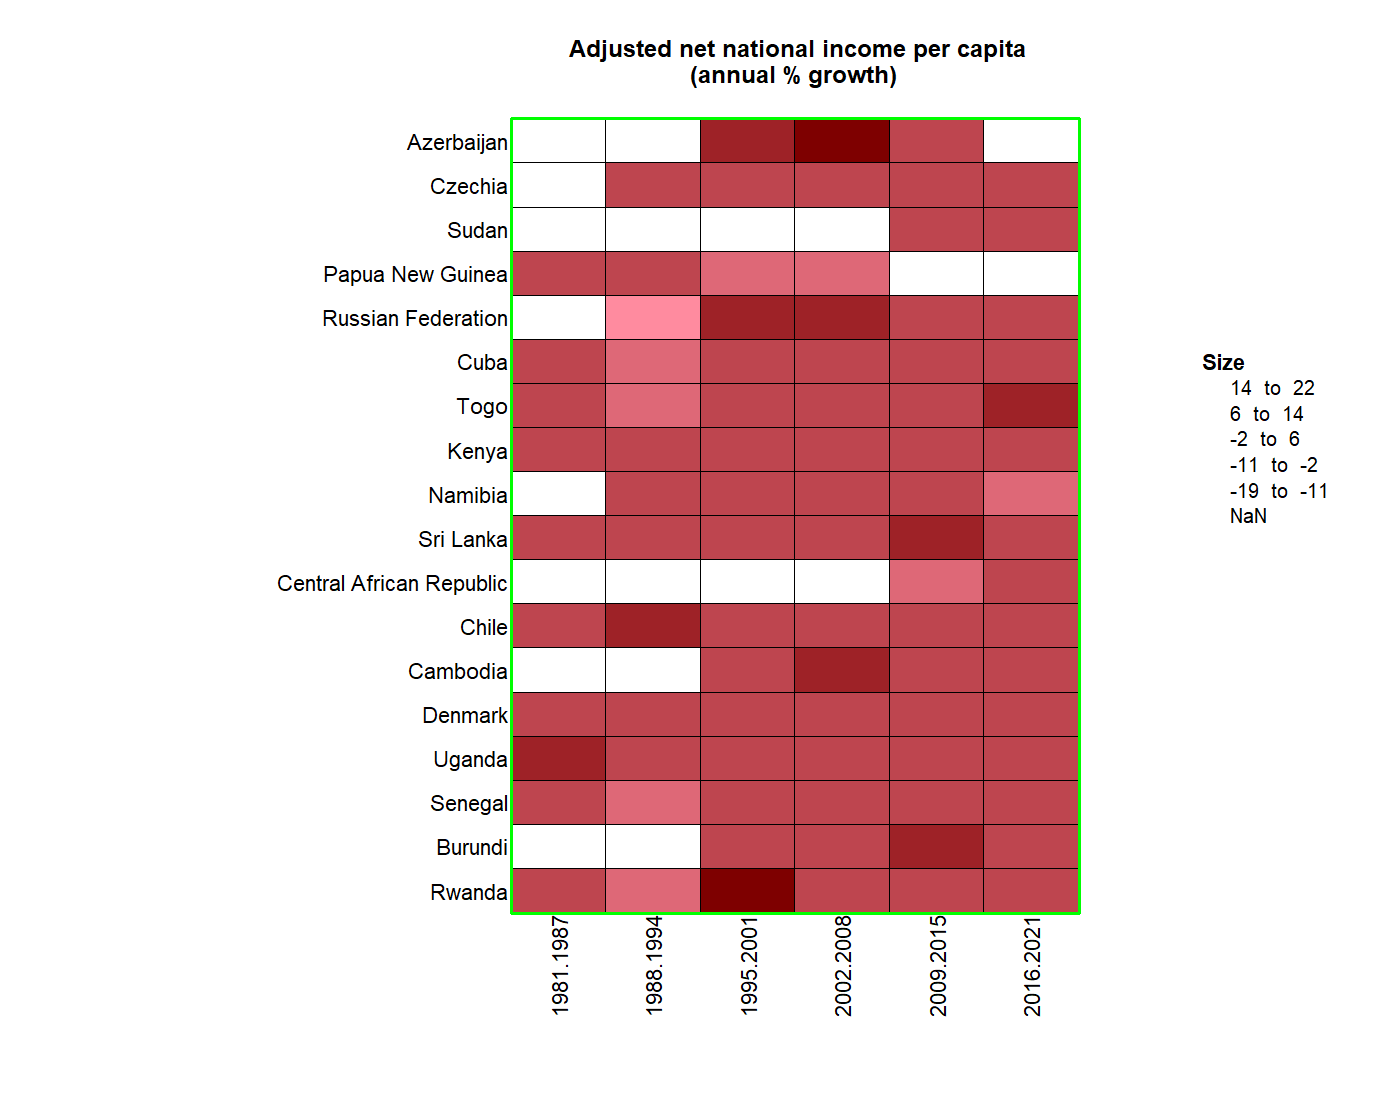 Adjusted net national income per capita
(annual % growth)
Azerbaijan
Czechia
Sudan
Papua New Guinea
Russian Federation
Cuba
Togo
Kenya
Namibia
Sri Lanka
Central African Republic
Chile
Cambodia
Denmark
Uganda
Senegal
Burundi
Rwanda
1981.1987
1988.1994
1995.2001
2002.2008
2009.2015
2016.2021
Size
14 to 22
6 to 14
-2 to 6
-11 to -2
-19 to -11
NaN